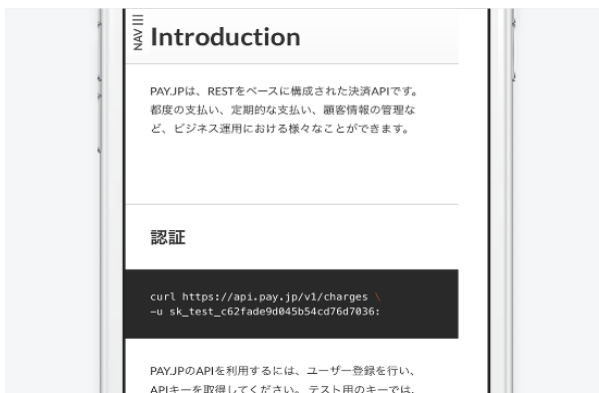 NAV
Introduction
PAY.JPは、RESTをベースに構成された決済APIです。
都度の支払い、定期的な支払い、顧客情報の管理な
ど、ビジネス運用における様々なことができます。
認証
curl https://api.pay.jp/v1/charges \
-u sk_test_c62fade9d045b54cd76d7036:
PAY.JPのAPIを利用するには、ユーザー登録を行い、
APIキーを取得してください。 テスト用のキーでは、